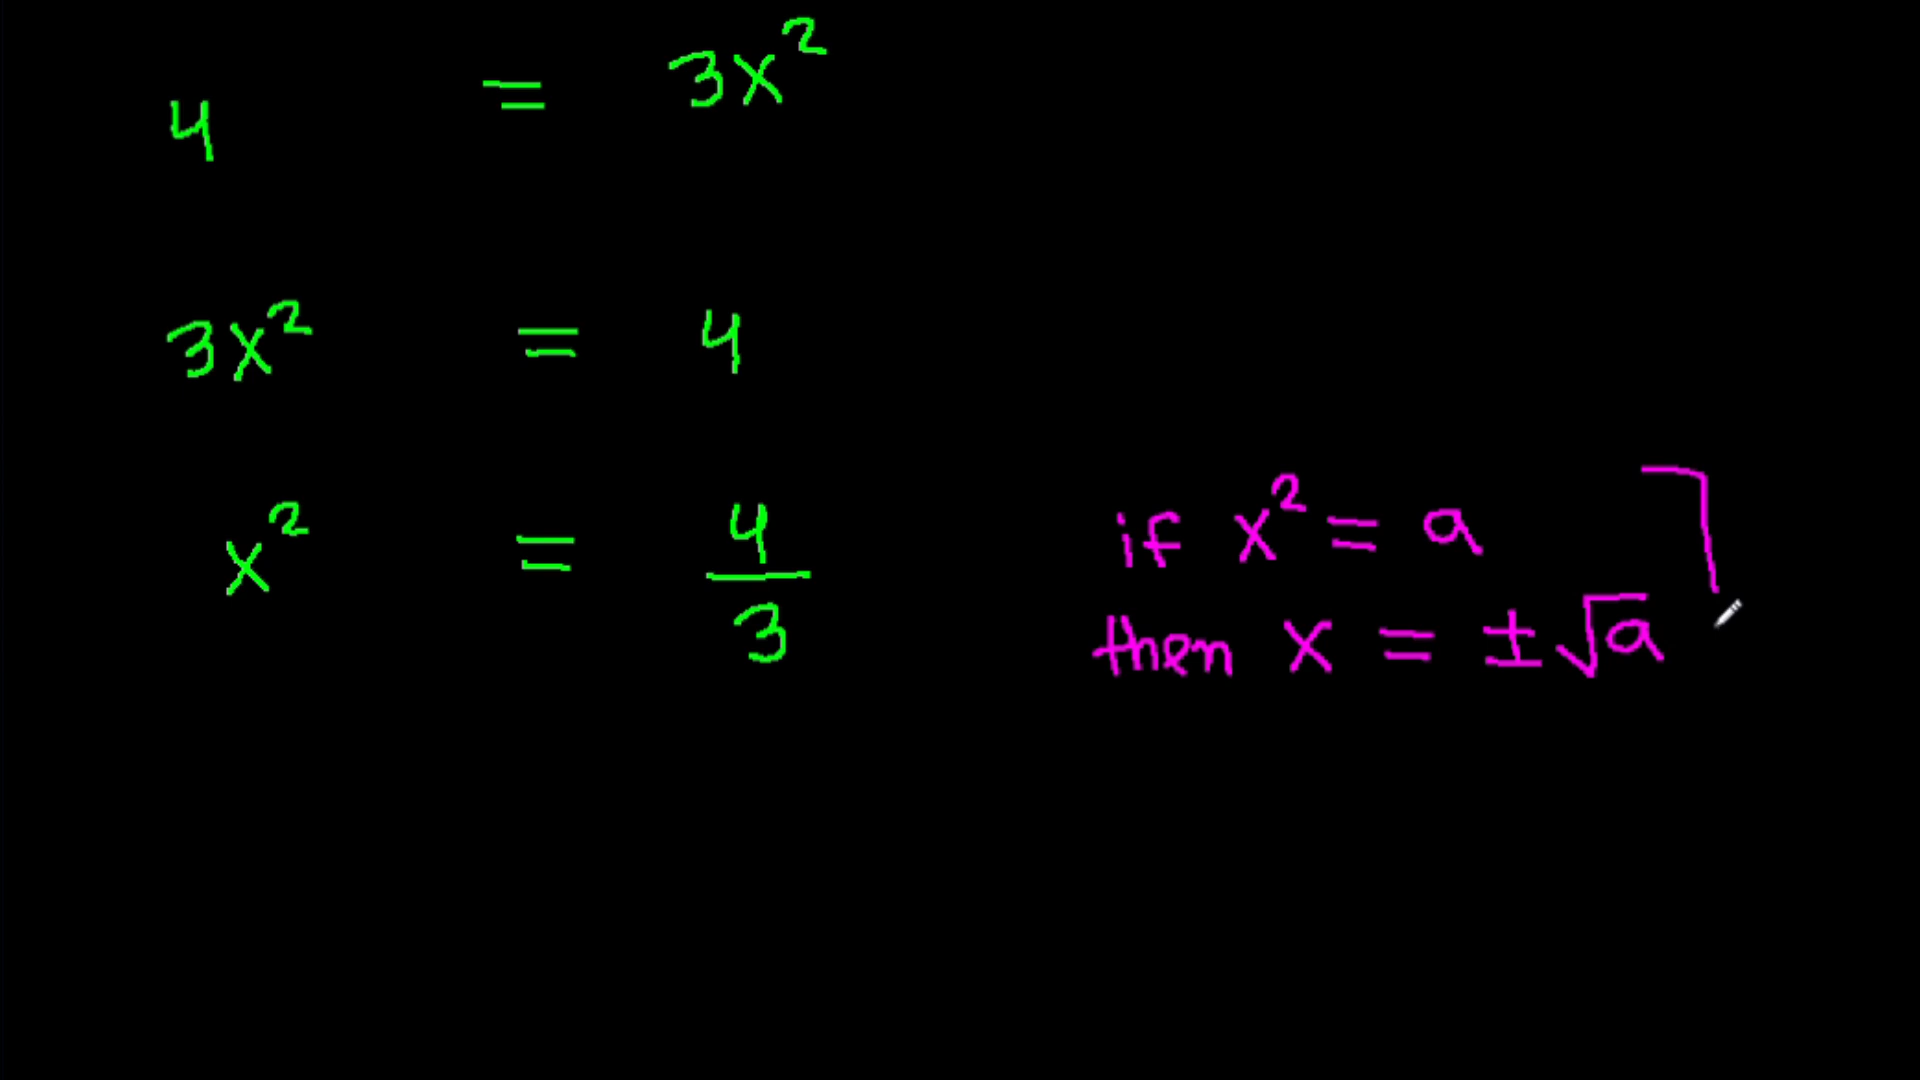 4 = 3x²
3x² = 4
x² = 4/3
if x² = a
then x = ±√a